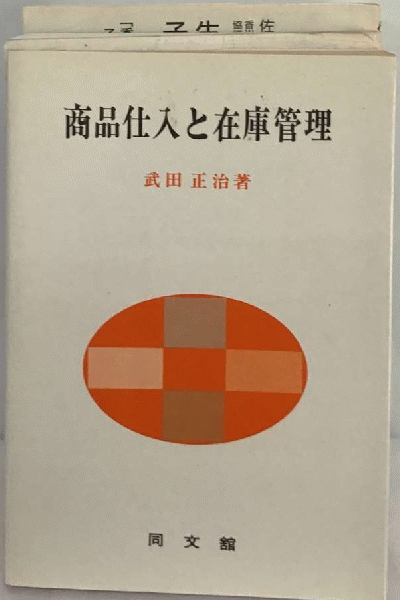 商品仕入と在庫管理
武田正治著
同文舘